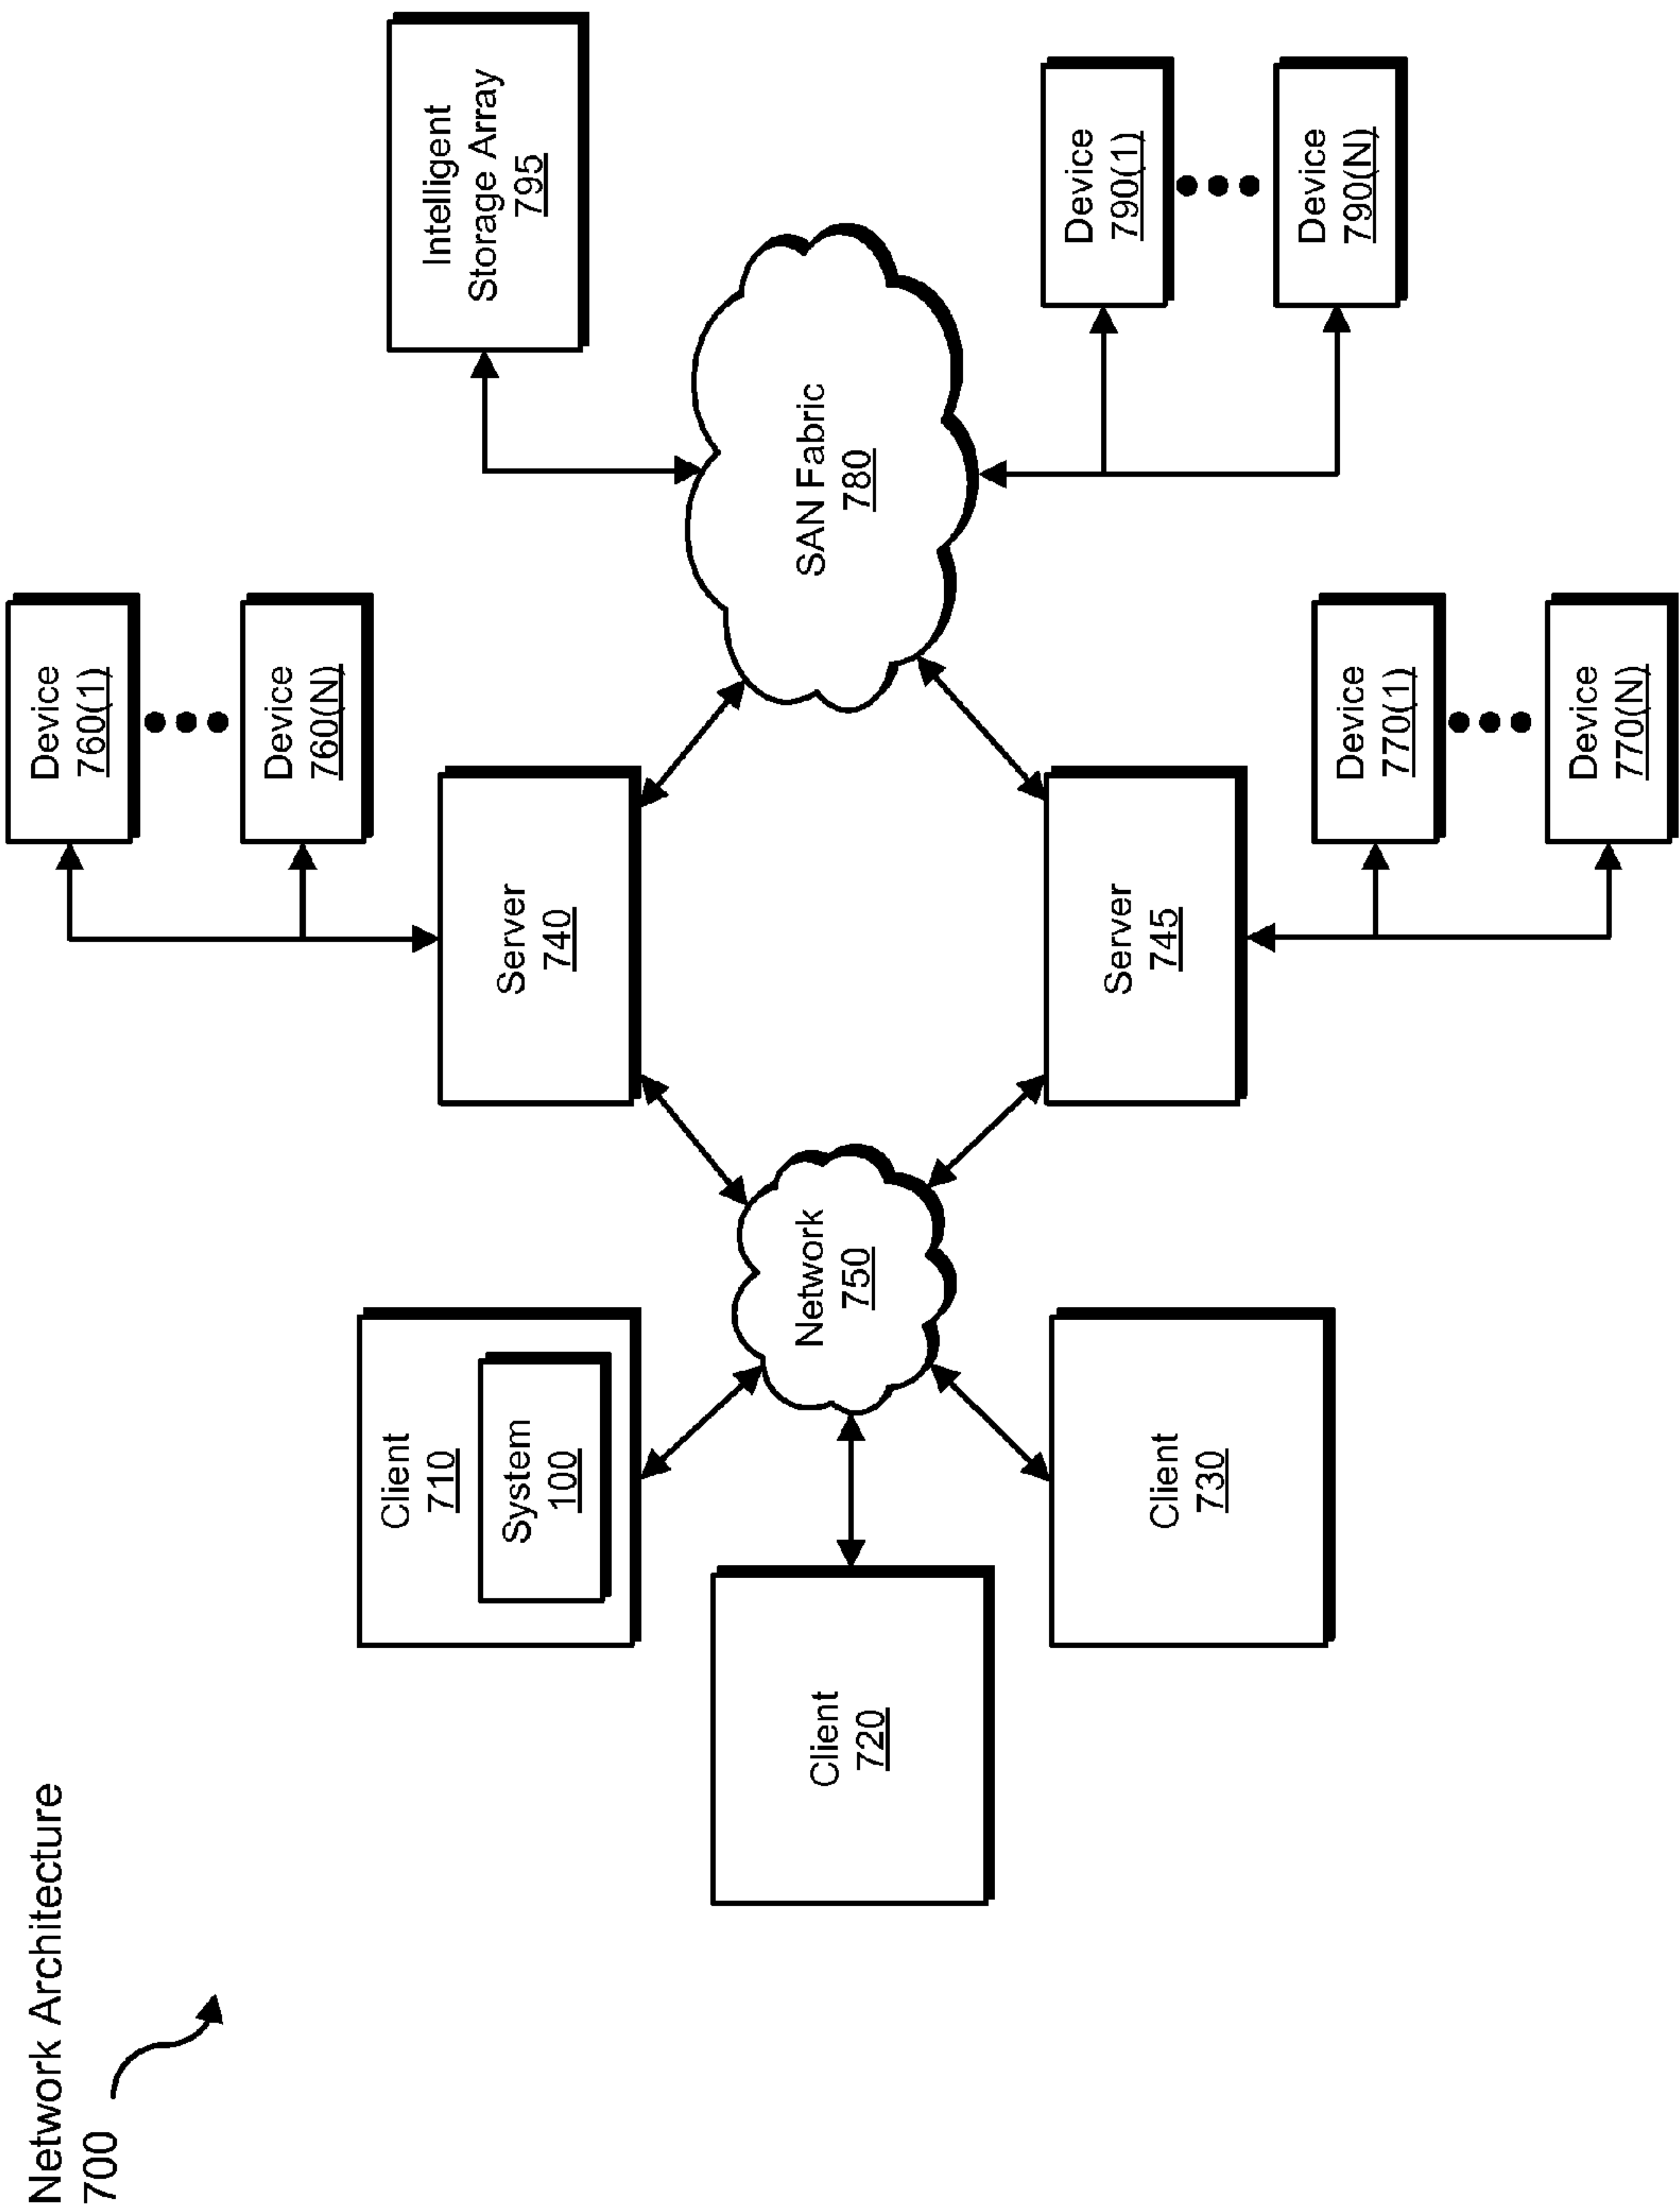 Network Architecture
700
Device
760(1)
Device
760(N)
Intelligent
Storage Array
795
Client
710
System
100
Server
740
Client
720
Network
750
SAN Fabric
780
Client
730
Server
745
Device
790(1)
Device
790(N)
Device
770(1)
Device
770(N)